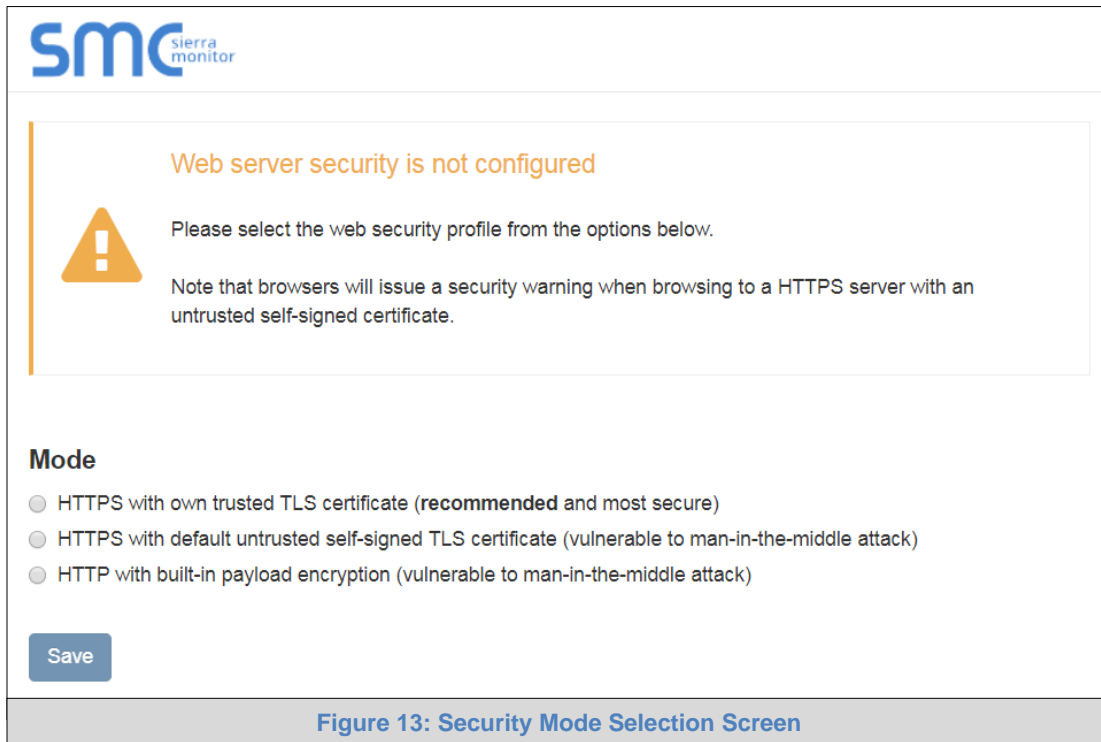 SMC sierra monitor
Web server security is not configured
Please select the web security profile from the options below.
Note that browsers will issue a security warning when browsing to a HTTPS server with an
untrusted self-signed certificate.
Mode
HTTPS with own trusted TLS certificate (recommended and most secure)
HTTPS with default untrusted self-signed TLS certificate (vulnerable to man-in-the-middle attack)
HTTP with built-in payload encryption (vulnerable to man-in-the-middle attack)
Save
Figure 13: Security Mode Selection Screen